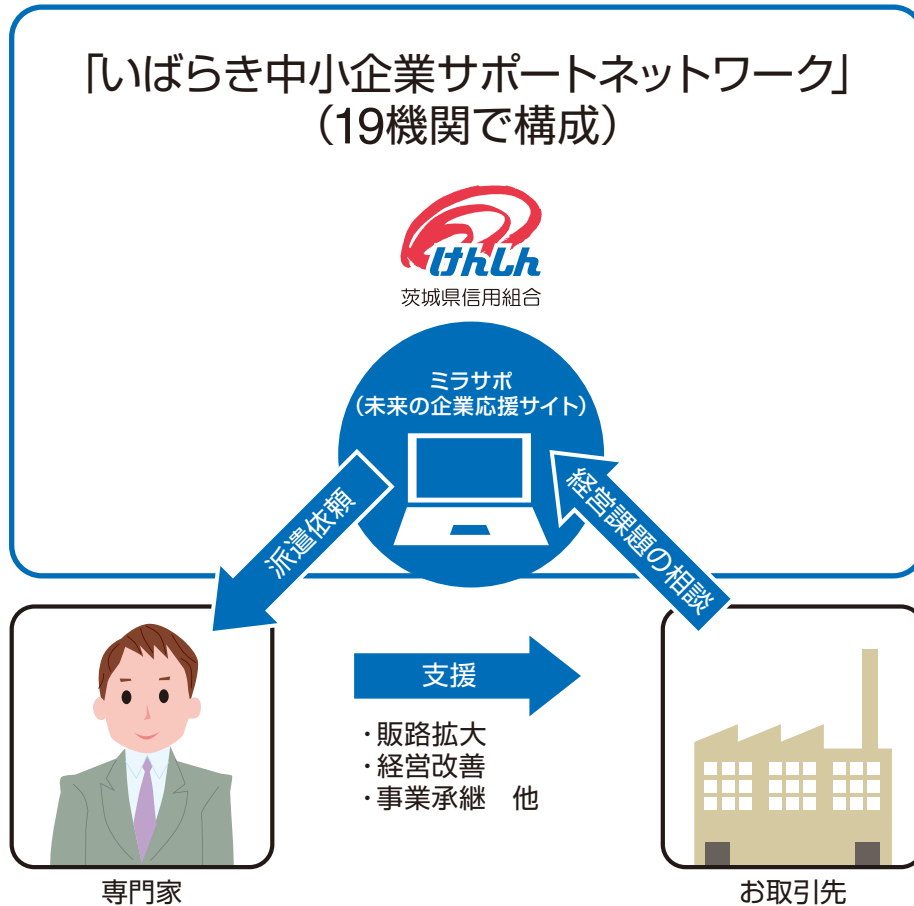 「いばらき中小企業サポートネットワーク」
（19機関で構成）
けんしん
茨城県信用組合
ミラサポ
（未来の企業応援サイト）
派遣依頼
経営課題の相談
支援
・販路拡大
・経営改善
・事業承継　他
専門家
お取引先